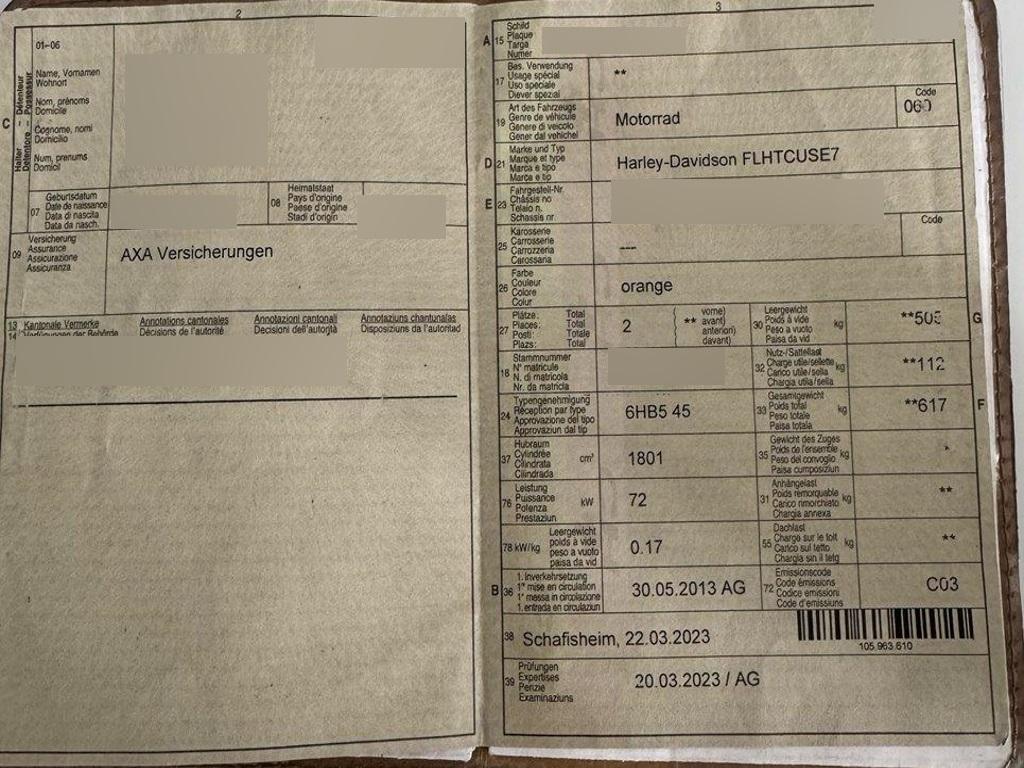 2
01–06
Name, Vornamen
Wohnort
Nom, prénoms
Domicile
Cognome, nomi
Domicilio
Num, prenums
Domicil
C
Halter – Détenteur
Detentore – Possessur
07
Geburtsdatum
Date de naissance
Data di nascita
Data da nasch.
08
Heimatstaat
Pays d'origine
Paese d'origine
Stadi d'origin
09
Versicherung
Assurance
Assicurazione
Assicuranza
AXA Versicherungen
13 Kantonale Vermerke
Annotations cantonales
Annotazioni cantonali
Annotaziuns chantunalas
14 Verfügungen der Behörde
Décisions de l'autorité
Decisioni dell'autorità
Disposiziuns da l'autoritad
3
A 15
Schild
Plaque
Targa
Numer
17
Bes. Verwendung
Usage spécial
Uso speciale
Diever spezial
**
19
Art des Fahrzeugs
Genre de véhicule
Genere di veicolo
Gener dal vehichel
Motorrad
Code
060
D 21
Marke und Typ
Marque et type
Marca e tipo
Marca e tip
Harley-Davidson FLHTCUSE7
E 23
Fahrgestell-Nr.
Châssis no
Telaio n.
Schassis nr.
25
Karosserie
Carrosserie
Carrozzeria
Carossaria
---
Code
26
Farbe
Couleur
Colore
Colur
orange
27
Plätze: Total
Places: Total
Posti: Totale
Plazs: Total
2
( vorne)
** avant)
anteriori)
( davant)
30
Leergewicht
Poids à vide
Peso a vuoto
Paisa da vid
kg
**505
G
18
Stammnummer
N° matricule
N. di matricola
Nr. da matricla
32
Nutz-/Sattellast
Charge utile/sellette
Carico utile/sella
Chargia utila/sella
kg
**112
24
Typengenehmigung
Réception par type
Approvazione del tipo
Approvaziun dal tip
6HB5 45
33
Gesamtgewicht
Poids total
Peso totale
Paisa totala
kg
**617
F
37
Hubraum
Cylindrée
Cilindrata
Cilindrada
cm³
1801
35
Gewicht des Zuges
Poids de l'ensemble
Peso del convoglio
Paisa cumposiziun
kg
*
76
Leistung
Puissance
Potenza
Prestaziun
kW
72
31
Anhängelast
Poids remorquable
Carico rimorchiato
Chargia annexa
kg
**
78 kW/kg
Leergewicht
poids à vide
peso a vuoto
paisa da vid
0.17
55
Dachlast
Charge sur le toit
Carico sul tetto
Chargia sin il tetg
kg
**
B 36
1. Inverkehrsetzung
1re mise en circulation
1a messa in circolazione
1. entrada en circulaziun
30.05.2013 AG
72
Emissionscode
Code émissions
Codice emissioni
Code d'emissiuns
C03
38
Schafisheim, 22.03.2023
105.963.610
39
Prüfungen
Expertises
Perizie
Examinaziuns
20.03.2023 / AG